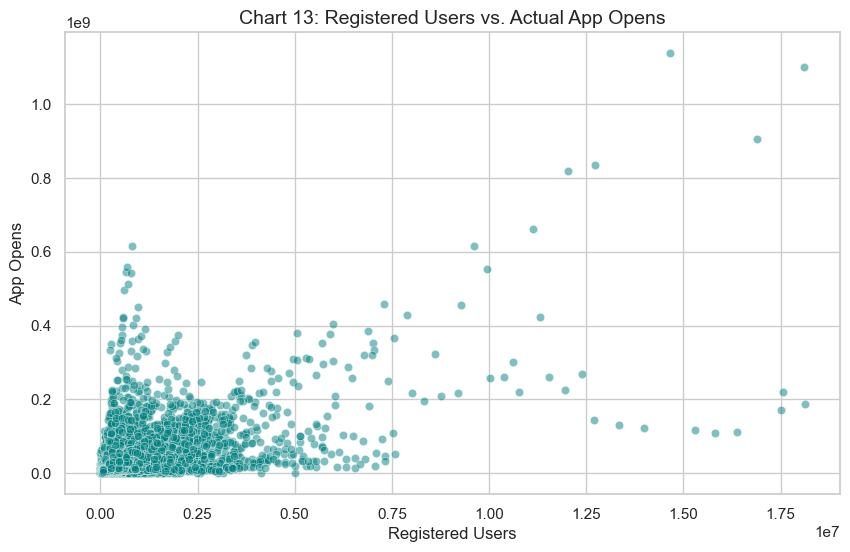 Chart 13: Registered Users vs. Actual App Opens
1e9
1.0
0.8
0.6
0.4
0.2
0.0
App Opens
0.00 0.25 0.50 0.75 1.00 1.25 1.50 1.75
1e7
Registered Users